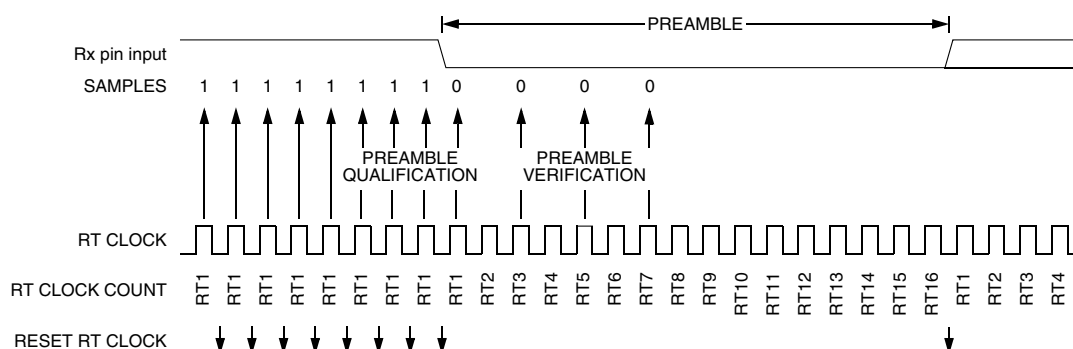 PREAMBLE
Rx pin input
SAMPLES 1 1 1 1 1 1 1 1 0 0 0 0
PREAMBLE QUALIFICATION
PREAMBLE VERIFICATION
RT CLOCK
RT CLOCK COUNT RT1 RT1 RT1 RT1 RT1 RT1 RT1 RT1 RT1 RT2 RT3 RT4 RT5 RT6 RT7 RT8 RT9 RT10 RT11 RT12 RT13 RT14 RT15 RT16 RT1 RT2 RT3 RT4
RESET RT CLOCK